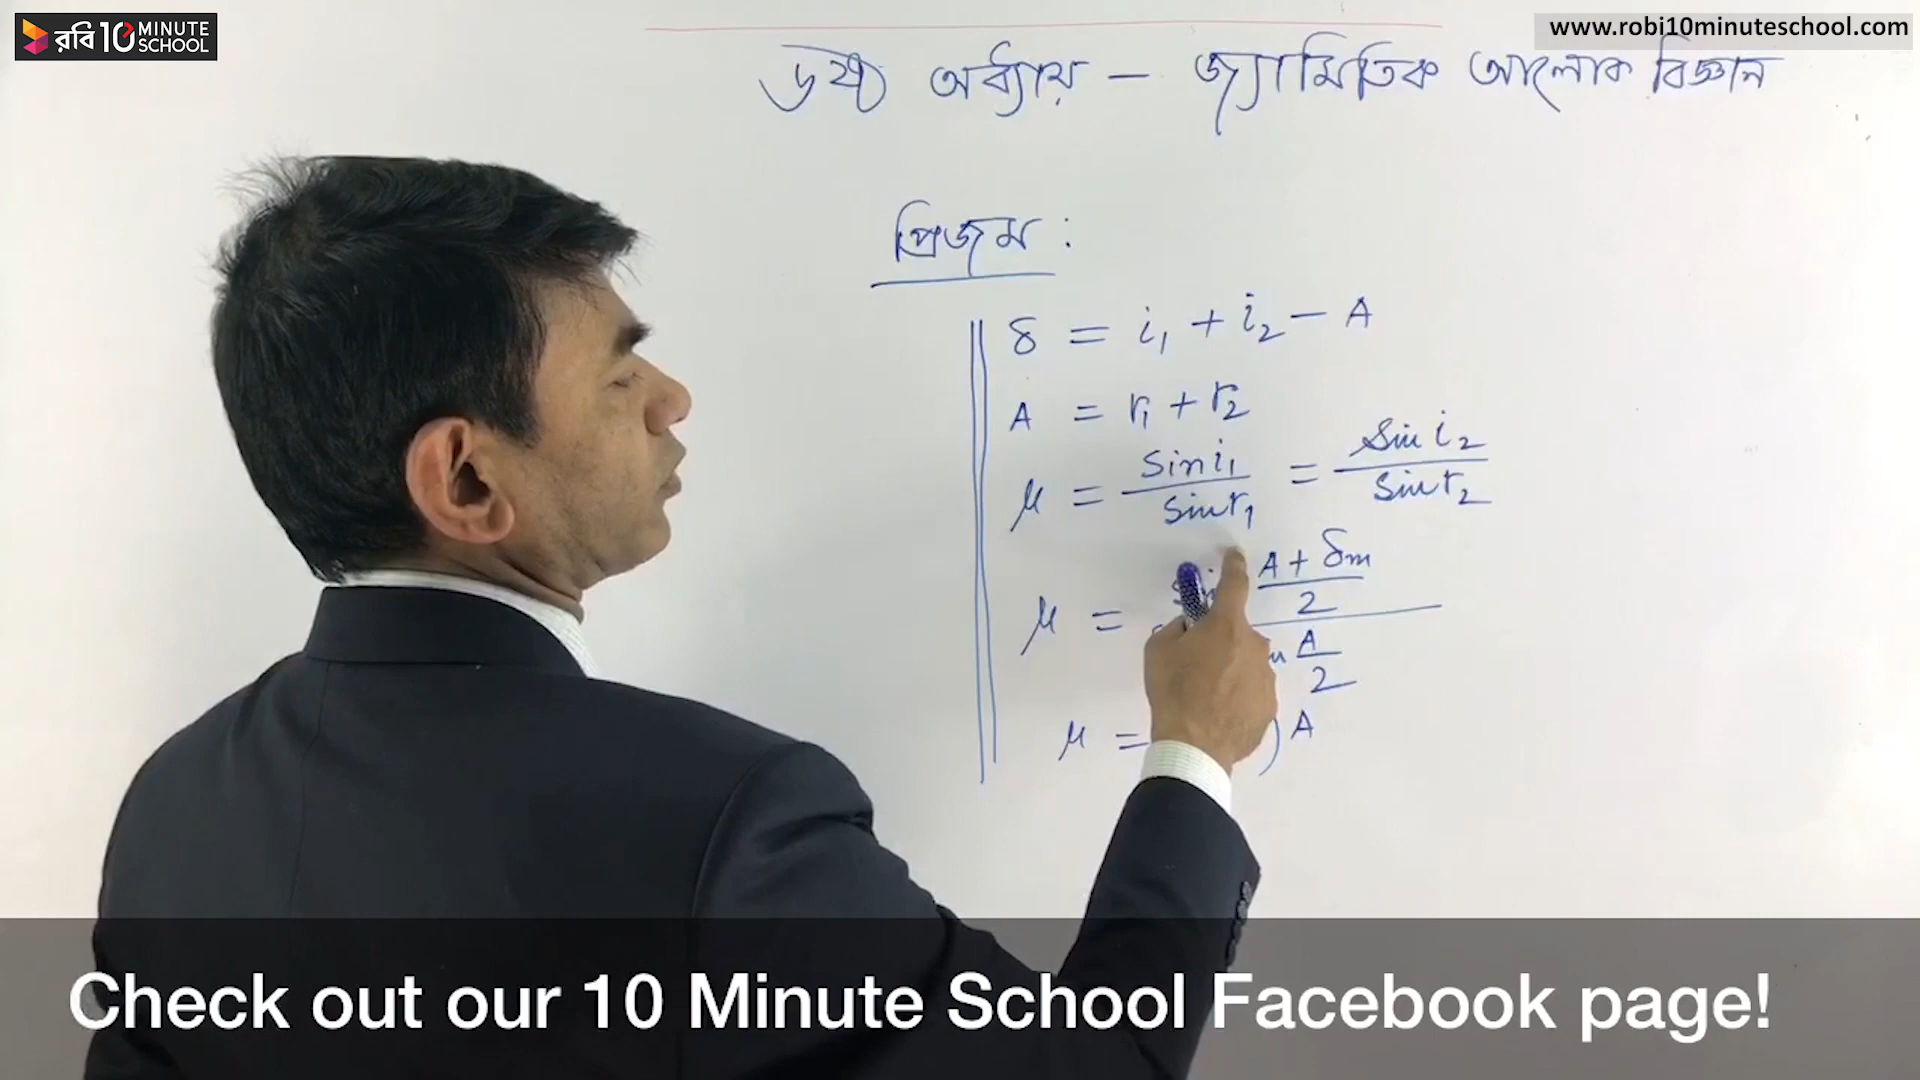 রবি 10 MINUTE SCHOOL
www.robi10minuteschool.com
৬ষ্ঠ অধ্যায় – জ্যামিতিক আলোক বিজ্ঞান
প্রিজম :
δ = i₁ + i₂ – A
A = r₁ + r₂
μ = sin i₁ / sin r₁ = sin i₂ / sin r₂
μ = A + δm / 2
A / 2
μ = ) A
Check out our 10 Minute School Facebook page!